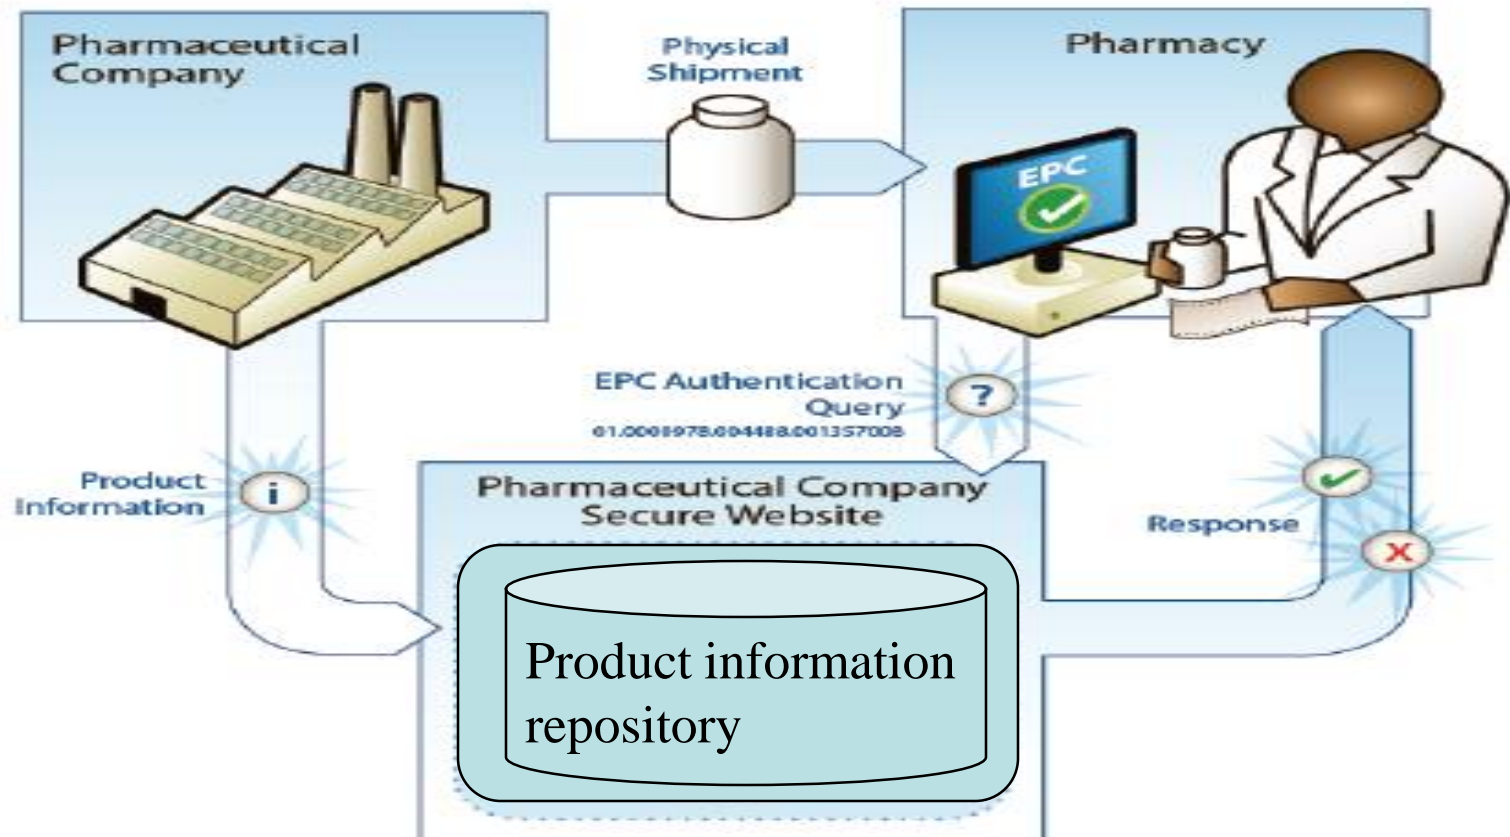 Pharmaceutical
Company
Physical
Shipment
Pharmacy
EPC
EPC Authentication
Query
?
Product
Information
i
Pharmaceutical Company
Secure Website
Response
X
Product information
repository